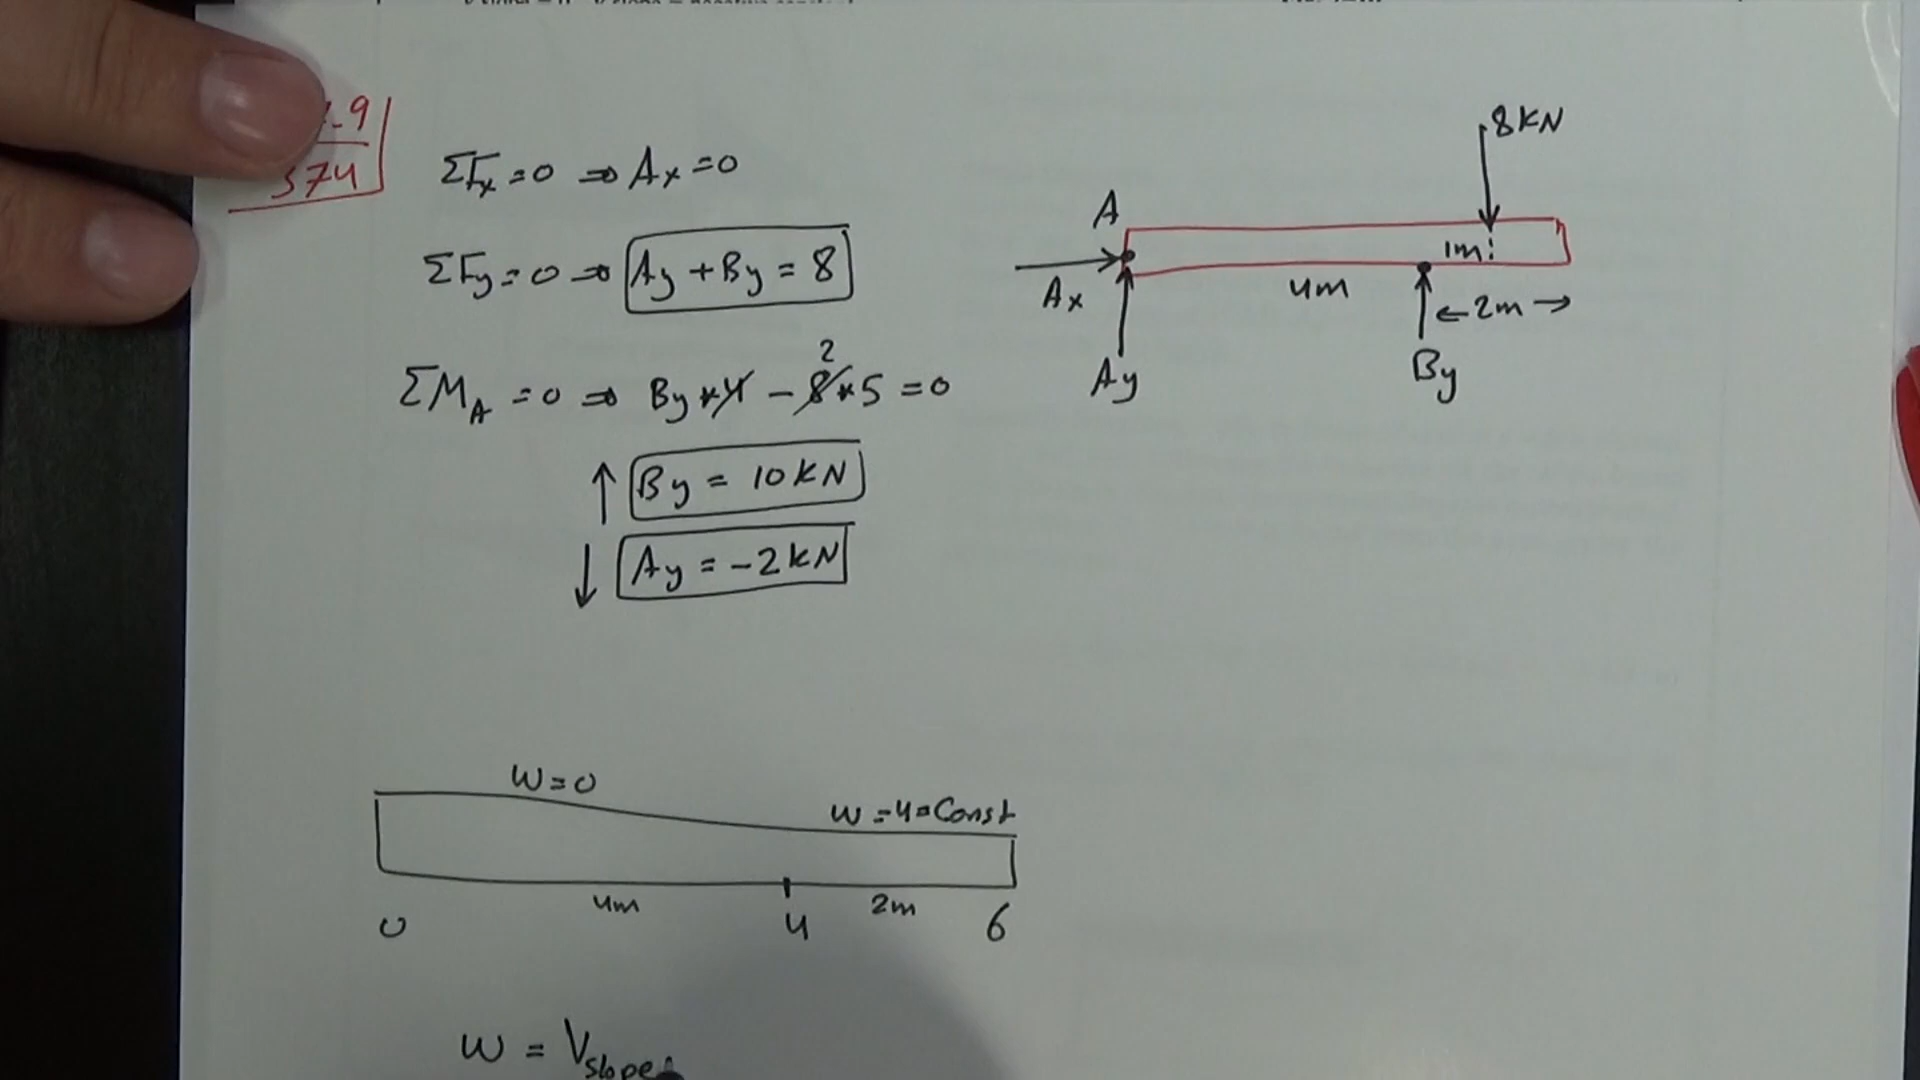 .9
374
ΣFx = 0 ⇒ Ax = 0
ΣFy = 0 ⇒ Ay + By = 8
ΣMA = 0 ⇒ By * 4 - 8 * 5 = 0
2
↑ By = 10 kN
↓ Ay = -2 kN
8 kN
A
1m
Ax
4m
← 2m →
Ay
By
w = 0
w = 4 = Const
4m
2m
0
4
6
w = Vslope